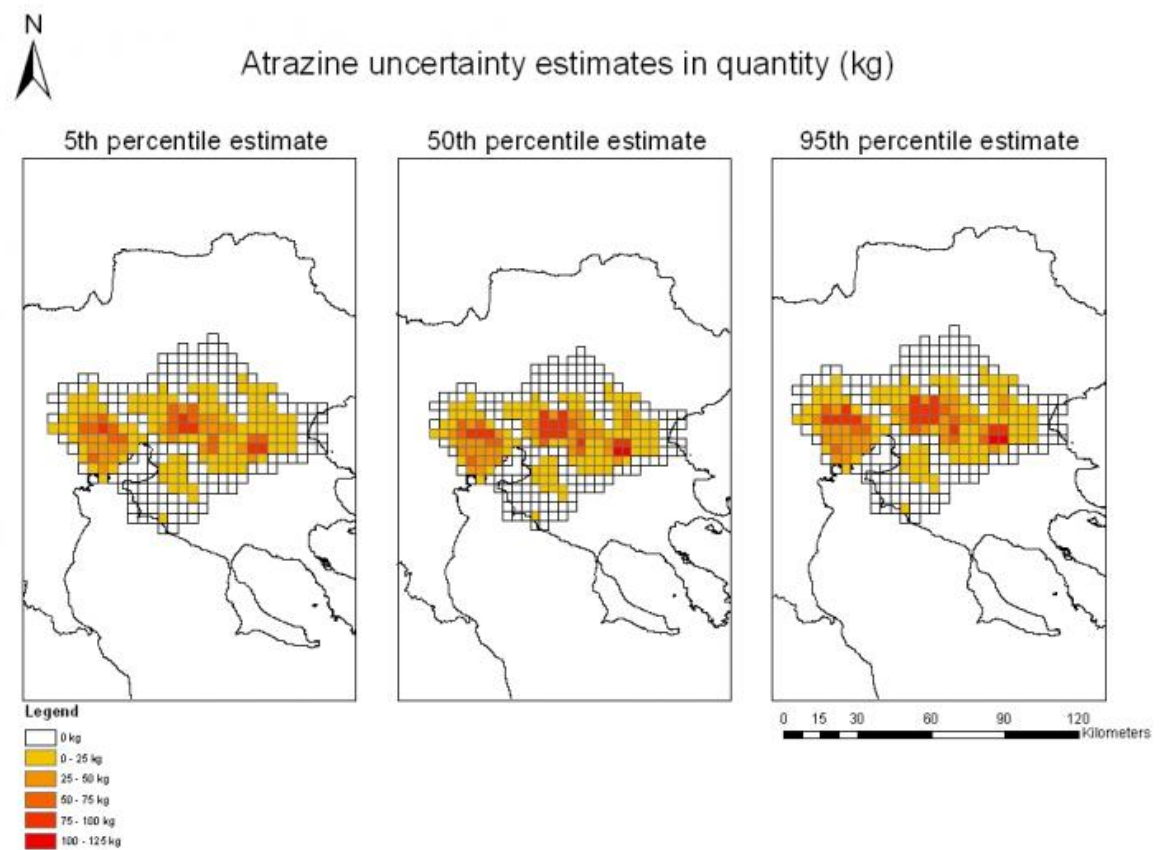 N
Atrazine uncertainty estimates in quantity (kg)
5th percentile estimate
50th percentile estimate
95th percentile estimate
Legend
0 kg
0 - 25 kg
25 - 50 kg
50 - 75 kg
75 - 100 kg
100 - 125 kg
0 15 30 60 90 120
Kilometers